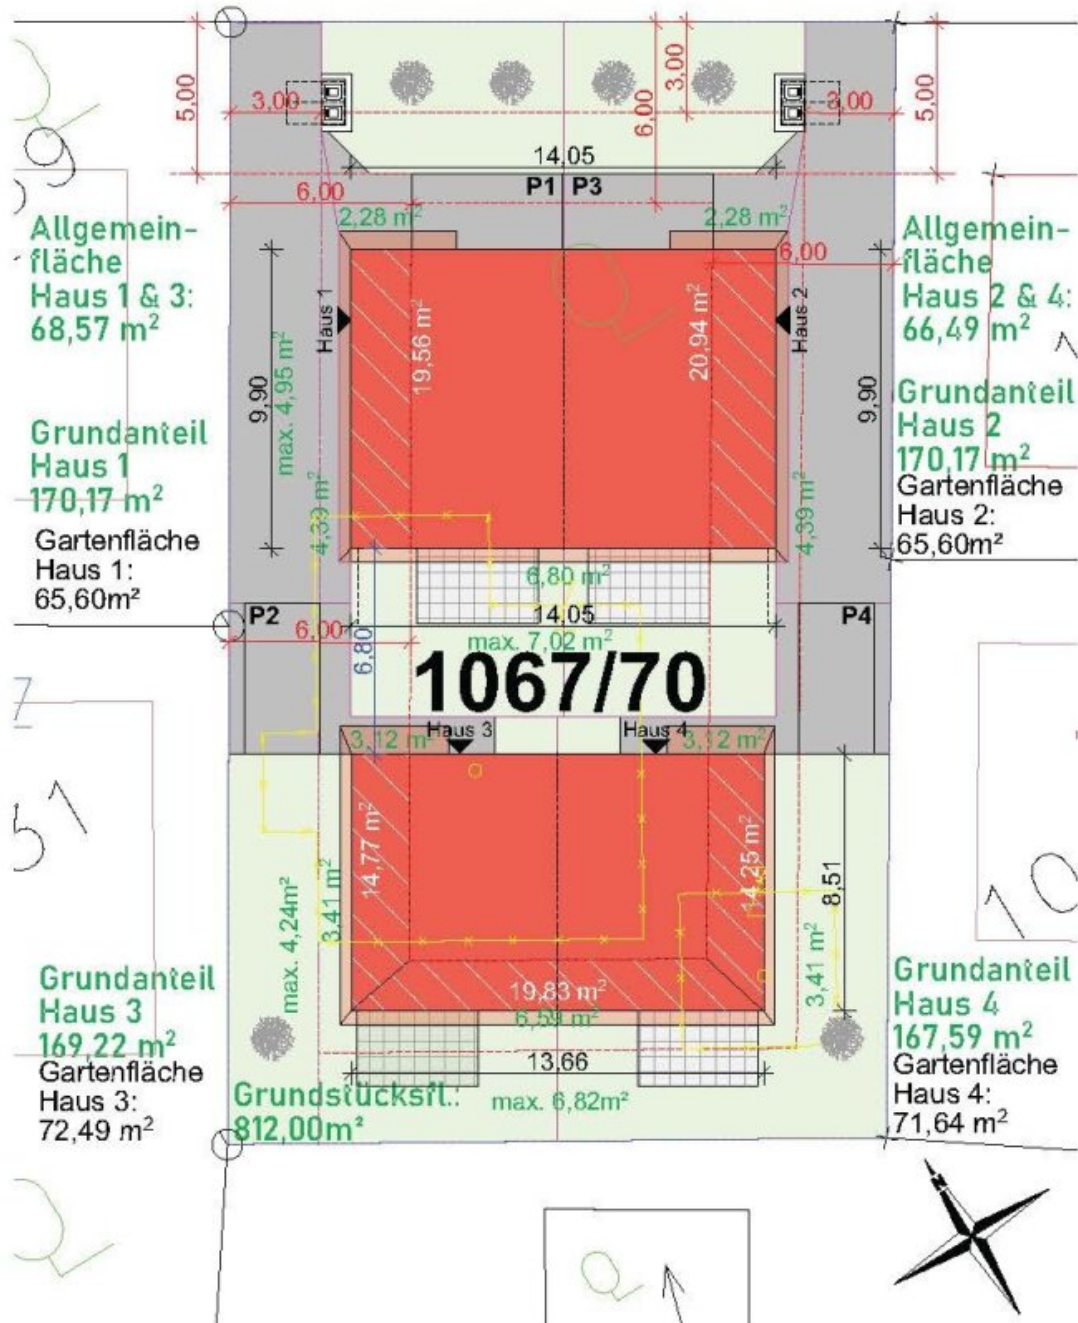 5,00
3,00
6,00
3,00
3,00
5,00
14,05
6,00
P1
P3
2,28 m²
2,28 m²
6,00
Allgemein-
fläche
Haus 1 & 3:
68,57 m²
Allgemein-
fläche
Haus 2 & 4:
66,49 m²
Haus 1
Haus 2
19,56 m²
20,94 m²
9,90
max. 4,95 m²
9,90
Grundanteil
Haus 1
170,17 m²
Gartenfläche
Haus 1:
65,60m²
Grundanteil
Haus 2
170,17 m²
Gartenfläche
Haus 2:
65,60m²
4,39 m²
4,39 m²
6,80 m²
14,05
P2
P4
6,00
6,80
max. 7,02 m²
1067/70
Haus 3
Haus 4
3,12 m²
3,12 m²
51
10
14,77 m²
14,25 m²
8,51
max. 4,24m²
3,41 m²
3,41 m²
19,83 m²
6,59 m²
Grundanteil
Haus 3
169,22 m²
Gartenfläche
Haus 3:
72,49 m²
Grundanteil
Haus 4
167,59 m²
Gartenfläche
Haus 4:
71,64 m²
13,66
max. 6,82m²
Grundstücksfl.:
812,00m²
N